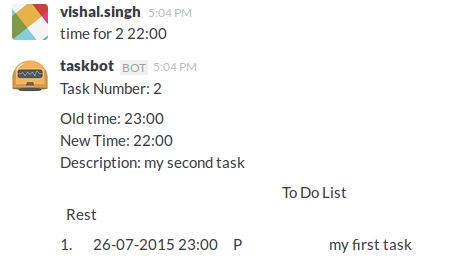 vishal.singh 5:04 PM
time for 2 22:00
taskbot BOT 5:04 PM
Task Number: 2
Old time: 23:00
New Time: 22:00
Description: my second task
To Do List
Rest
1. 26-07-2015 23:00 P my first task